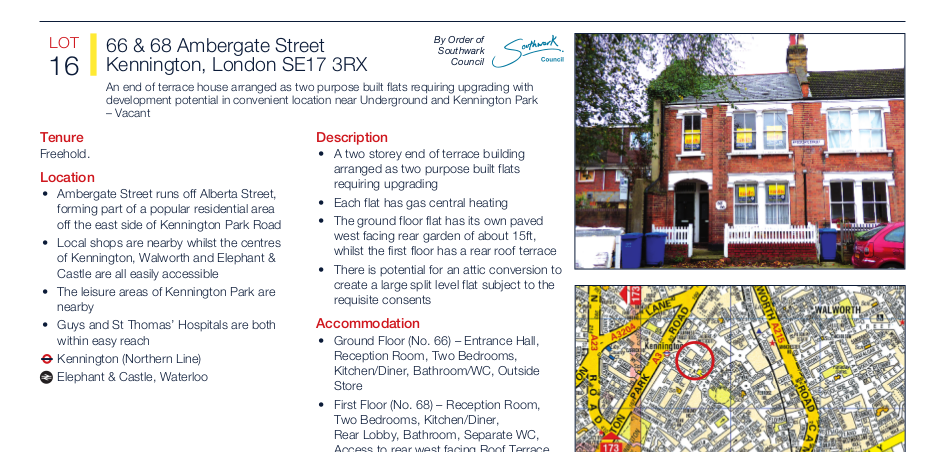 LOT
16
66 & 68 Ambergate Street
Kennington, London SE17 3RX
By Order of
Southwark
Council
Southwark
Council
An end of terrace house arranged as two purpose built flats requiring upgrading with
development potential in convenient location near Underground and Kennington Park
– Vacant
Tenure
Freehold.
Location
• Ambergate Street runs off Alberta Street,
forming part of a popular residential area
off the east side of Kennington Park Road
• Local shops are nearby whilst the centres
of Kennington, Walworth and Elephant &
Castle are all easily accessible
• The leisure areas of Kennington Park are
nearby
• Guys and St Thomas' Hospitals are both
within easy reach
Kennington (Northern Line)
Elephant & Castle, Waterloo
Description
• A two storey end of terrace building
arranged as two purpose built flats
requiring upgrading
• Each flat has gas central heating
• The ground floor flat has its own paved
west facing rear garden of about 15ft,
whilst the first floor has a rear roof terrace
• There is potential for an attic conversion to
create a large split level flat subject to the
requisite consents
Accommodation
• Ground Floor (No. 66) – Entrance Hall,
Reception Room, Two Bedrooms,
Kitchen/Diner, Bathroom/WC, Outside
Store
• First Floor (No. 68) – Reception Room,
Two Bedrooms, Kitchen/Diner,
Rear Lobby, Bathroom, Separate WC,
Access to rear west facing Roof Terrace
173
LANE
ROAD
A3204
A23
Kennington
A3
PARK
ROAD
WORTH
A215
WALWORTH
ROAD
TON
173